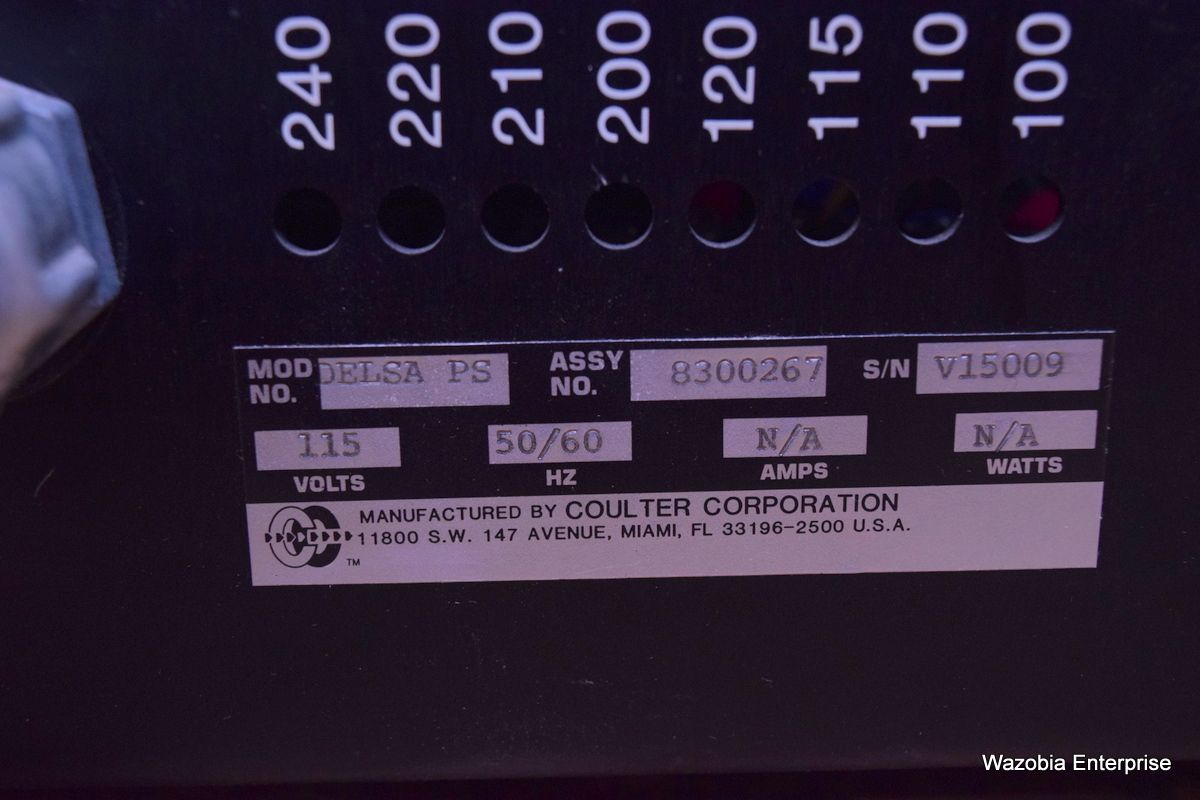 240 220 210 200 120 115 110 100
MOD NO. DELSA PS ASSY NO. 8300267 S/N V15009
115 50/60 N/A N/A
VOLTS HZ AMPS WATTS
MANUFACTURED BY COULTER CORPORATION
11800 S.W. 147 AVENUE, MIAMI, FL 33196-2500 U.S.A.
TM
Wazobia Enterprise